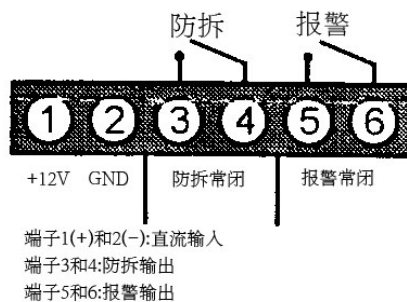 防拆 报警
1 2 3 4 5 6
+12V GND 防拆常闭 报警常闭
端子1(+)和2(−):直流输入
端子3和4:防拆输出
端子5和6:报警输出